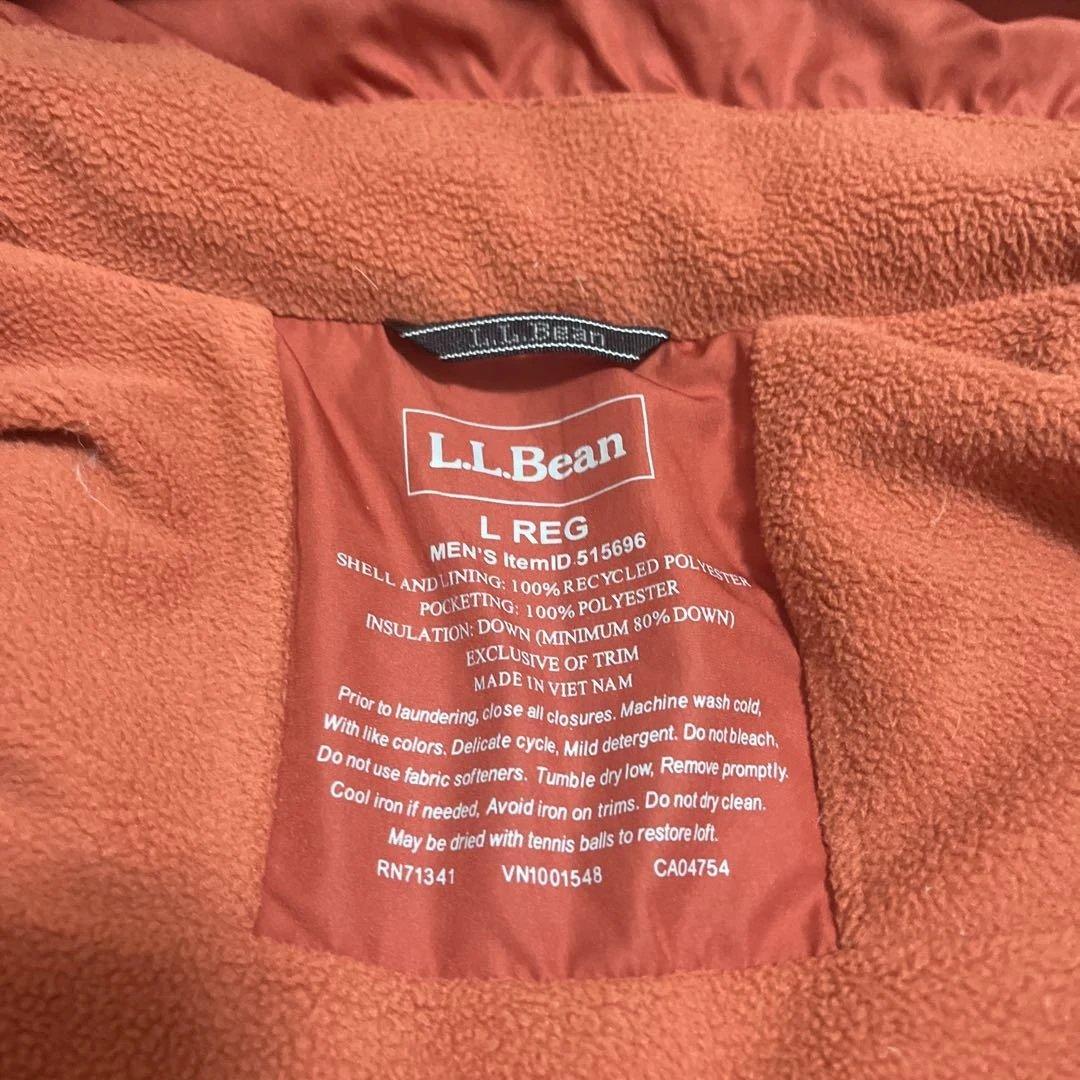 L.L.Bean
L.L.Bean
L REG
MEN'S ItemID 515696
SHELL AND LINING: 100% RECYCLED POLYESTER
POCKETING: 100% POLYESTER
INSULATION: DOWN (MINIMUM 80% DOWN)
EXCLUSIVE OF TRIM
MADE IN VIET NAM
Prior to laundering, close all closures. Machine wash cold,
With like colors. Delicate cycle, Mild detergent. Do not bleach.
Do not use fabric softeners. Tumble dry low, Remove promptly.
Cool iron if needed, Avoid iron on trims. Do not dry clean.
May be dried with tennis balls to restore loft.
RN71341 VN1001548 CA04754